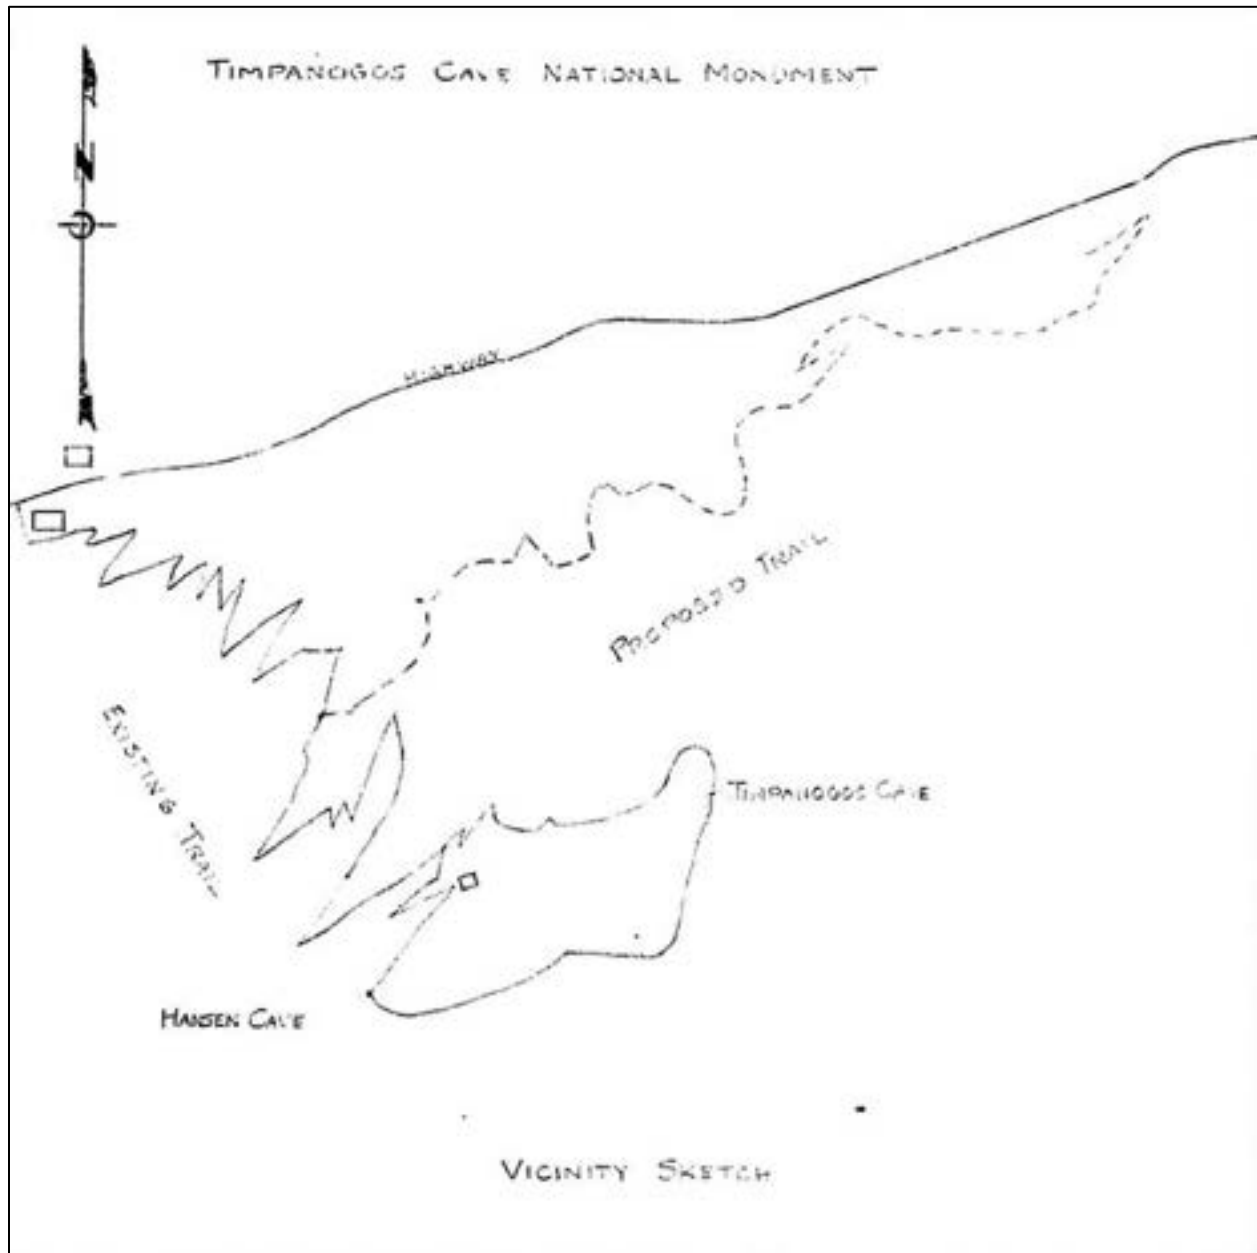 TIMPANOGOS CAVE NATIONAL MONUMENT
N
HIGHWAY
PROPOSED TRAIL
EXISTING TRAIL
TIMPANOGOS CAVE
HANSEN CAVE
VICINITY SKETCH